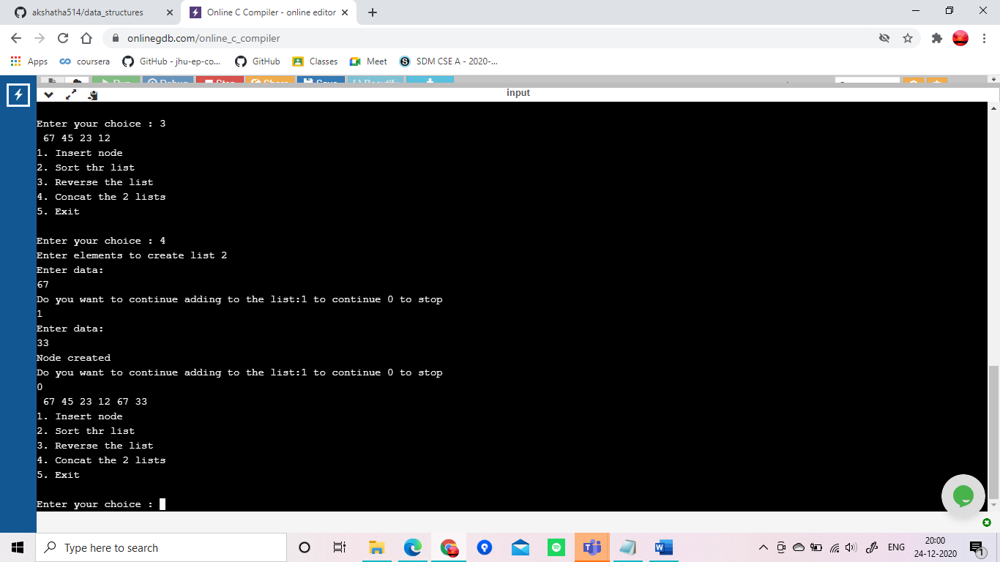 akshatha514/data_structures
Online C Compiler - online editor
onlinegdb.com/online_c_compiler
Apps
coursera
GitHub - jhu-ep-co...
GitHub
Classes
Meet
SDM CSE A - 2020-...
Run
Debug
Stop
Share
Save
{ } Beautify
input
Enter your choice : 3
67 45 23 12
1. Insert node
2. Sort thr list
3. Reverse the list
4. Concat the 2 lists
5. Exit
Enter your choice : 4
Enter elements to create list 2
Enter data:
67
Do you want to continue adding to the list:1 to continue 0 to stop
1
Enter data:
33
Node created
Do you want to continue adding to the list:1 to continue 0 to stop
0
67 45 23 12 67 33
1. Insert node
2. Sort thr list
3. Reverse the list
4. Concat the 2 lists
5. Exit
Enter your choice :
Type here to search
ENG
20:00
24-12-2020
1